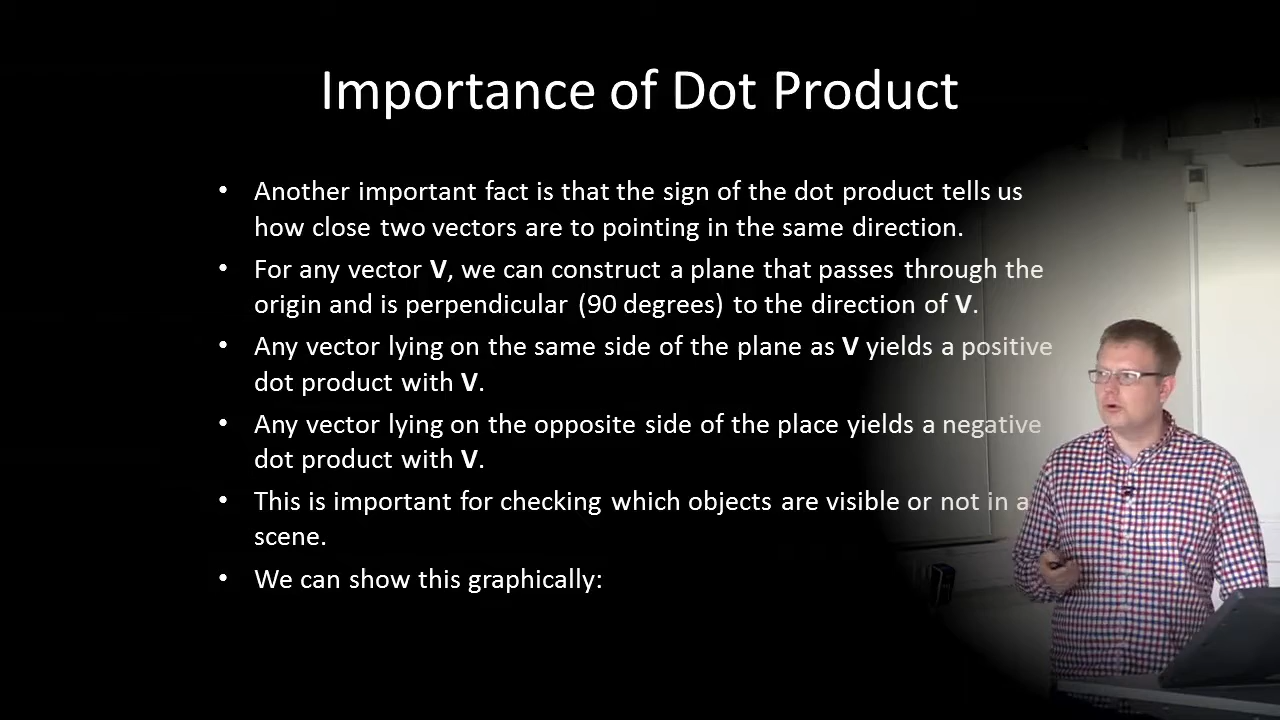 Importance of Dot Product
• Another important fact is that the sign of the dot product tells us
how close two vectors are to pointing in the same direction.
• For any vector V, we can construct a plane that passes through the
origin and is perpendicular (90 degrees) to the direction of V.
• Any vector lying on the same side of the plane as V yields a positive
dot product with V.
• Any vector lying on the opposite side of the place yields a negative
dot product with V.
• This is important for checking which objects are visible or not in a
scene.
• We can show this graphically: